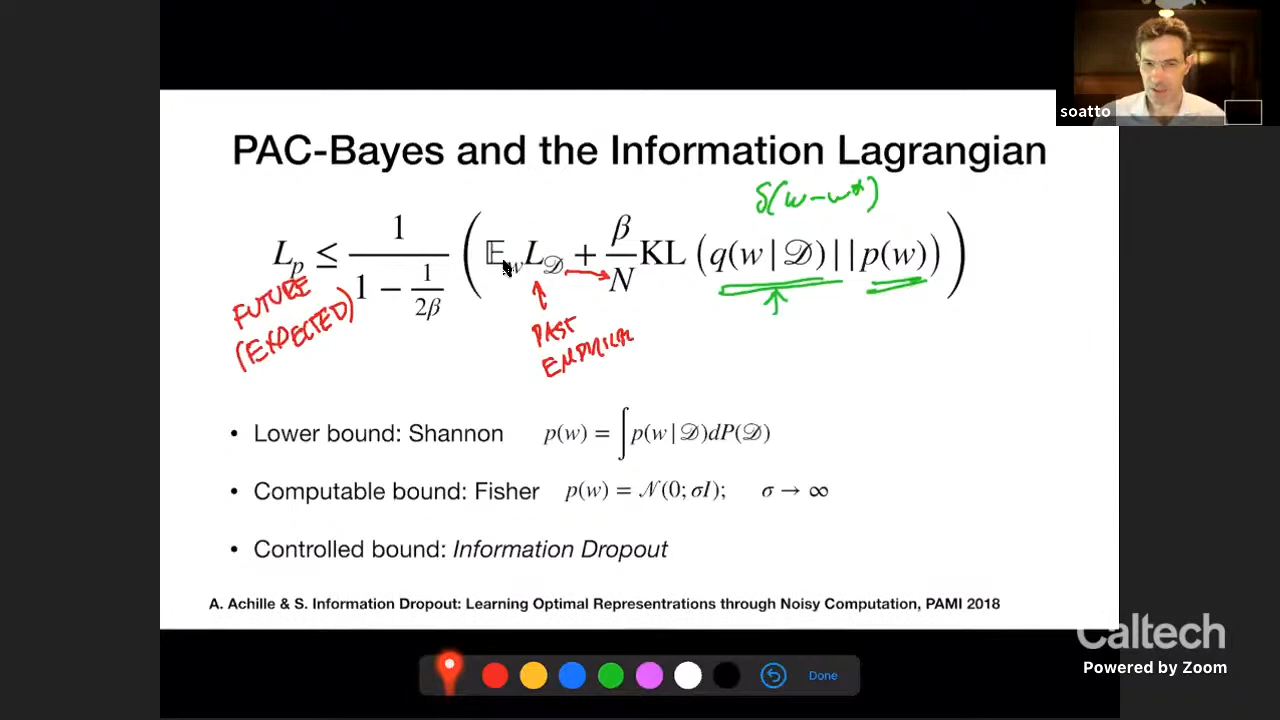 soatto
PAC-Bayes and the Information Lagrangian
δ(w-w*)
L_p ≤ 1/(1 - 1/(2β)) ( 𝔼_w L_𝒟 + β/N KL ( q(w|𝒟)||p(w)) )
FUTURE
(EXPECTED)
PAST
EMPIRICAL
• Lower bound: Shannon p(w) = ∫ p(w|𝒟)dP(𝒟)
• Computable bound: Fisher p(w) = 𝒩(0; σI); σ → ∞
• Controlled bound: Information Dropout
A. Achille & S. Information Dropout: Learning Optimal Represtntrations through Noisy Computation, PAMI 2018
Caltech
Powered by Zoom
Done